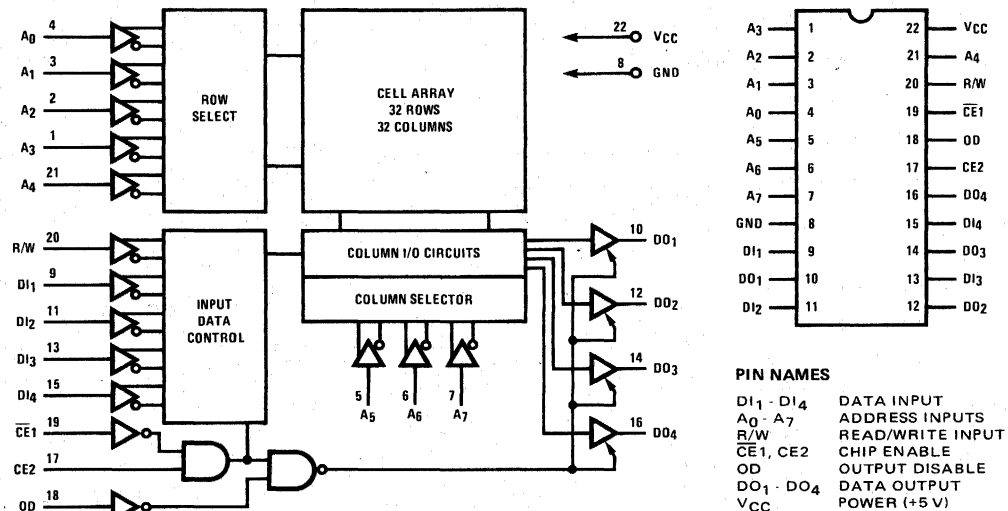 A0 4
A1 3
A2 2
A3 1
A4 21
ROW
SELECT
CELL ARRAY
32 ROWS
32 COLUMNS
22 VCC
8 GND
R/W 20
DI1 9
DI2 11
DI3 13
DI4 15
INPUT
DATA
CONTROL
COLUMN I/O CIRCUITS
COLUMN SELECTOR
5 6 7
A5 A6 A7
10 DO1
12 DO2
14 DO3
16 DO4
C̅E̅1 19
CE2 17
OD 18
A3 1 22 VCC
A2 2 21 A4
A1 3 20 R/W
A0 4 19 C̅E̅1
A5 5 18 OD
A6 6 17 CE2
A7 7 16 DO4
GND 8 15 DI4
DI1 9 14 DO3
DO1 10 13 DI3
DI2 11 12 DO2
PIN NAMES
DI1 - DI4 DATA INPUT
A0 - A7 ADDRESS INPUTS
R/W READ/WRITE INPUT
C̅E̅1, CE2 CHIP ENABLE
OD OUTPUT DISABLE
DO1 - DO4 DATA OUTPUT
VCC POWER (+5 V)